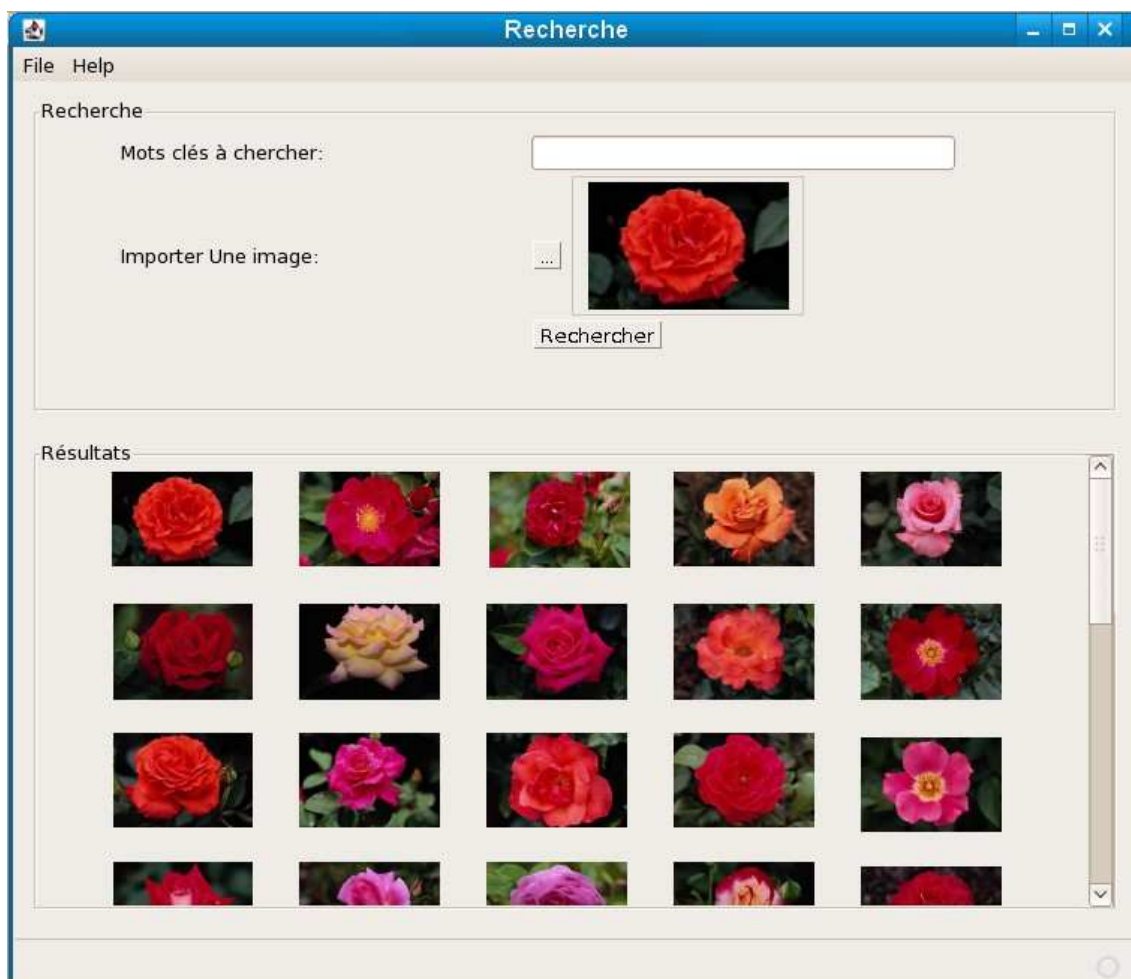 Recherche
File Help
Recherche
Mots clés à chercher:
Importer Une image:
...
Rechercher
Résultats